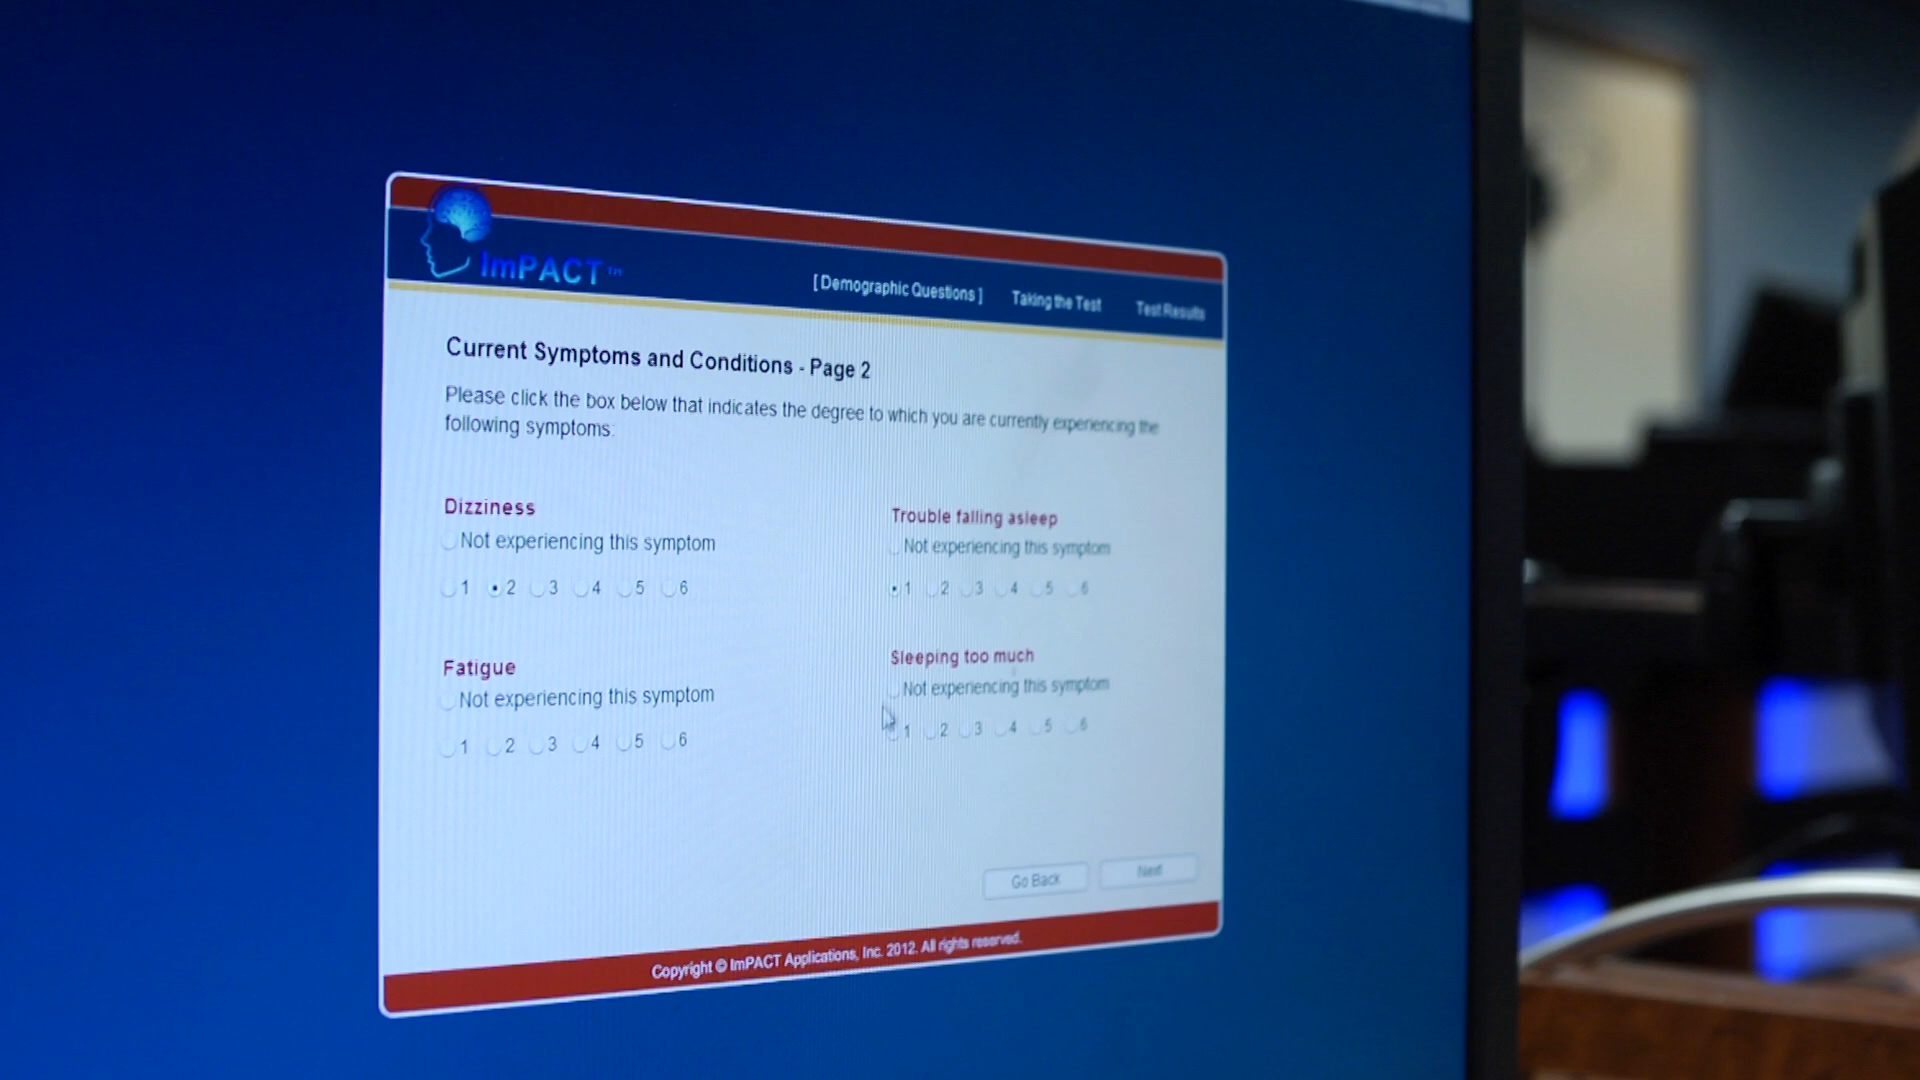 ImPACT™
[ Demographic Questions ] Taking the Test Test Results
Current Symptoms and Conditions - Page 2
Please click the box below that indicates the degree to which you are currently experiencing the
following symptoms:
Dizziness
Not experiencing this symptom
1 2 3 4 5 6
Trouble falling asleep
Not experiencing this symptom
1 2 3 4 5 6
Fatigue
Not experiencing this symptom
1 2 3 4 5 6
Sleeping too much
Not experiencing this symptom
1 2 3 4 5 6
Go Back Next
Copyright © ImPACT Applications, Inc. 2012. All rights reserved.